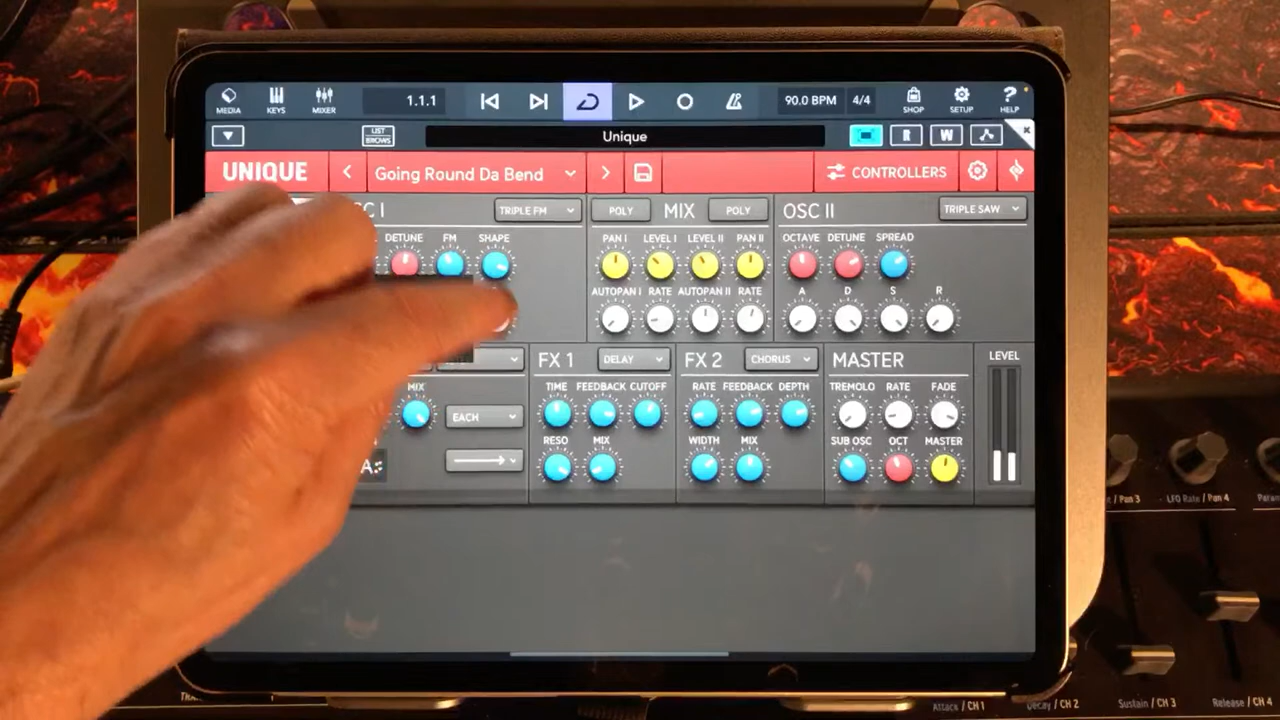 MEDIA KEYS MIXER 1.1.1 90.0 BPM 4/4 SHOP SETUP HELP
LIST BROWS Unique R W
UNIQUE Going Round Da Bend CONTROLLERS
TRIPLE FM POLY MIX POLY OSC II TRIPLE SAW
DETUNE FM SHAPE PAN I LEVEL I LEVEL II PAN II OCTAVE DETUNE SPREAD
AUTOPAN I RATE AUTOPAN II RATE A D S R
FX 1 DELAY FX 2 CHORUS MASTER LEVEL
MIX TIME FEEDBACK CUTOFF RATE FEEDBACK DEPTH TREMOLO RATE FADE
EACH
RESO MIX WIDTH MIX SUB OSC OCT MASTER
/ Pan 3 LFO Rate / Pan 4
Attack / CH 1 Decay / CH 2 Sustain / CH 3 Release / CH 4